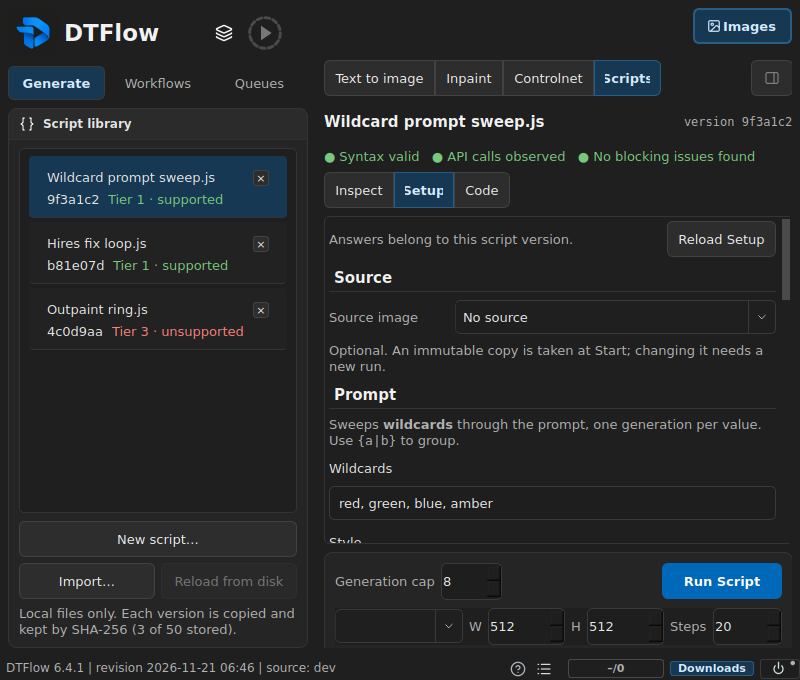 DTFlow
Images
Generate
Workflows
Queues
Text to image
Inpaint
Controlnet
Scripts
{ } Script library
Wildcard prompt sweep.js
9f3a1c2 Tier 1 · supported
Hires fix loop.js
b81e07d Tier 1 · supported
Outpaint ring.js
4c0d9aa Tier 3 · unsupported
New script…
Import…
Reload from disk
Local files only. Each version is copied and
kept by SHA-256 (3 of 50 stored).
Wildcard prompt sweep.js
version 9f3a1c2
● Syntax valid ● API calls observed ● No blocking issues found
Inspect
Setup
Code
Answers belong to this script version.
Reload Setup
Source
Source image
No source
Optional. An immutable copy is taken at Start; changing it needs a
new run.
Prompt
Sweeps wildcards through the prompt, one generation per value.
Use {a|b} to group.
Wildcards
red, green, blue, amber
Style
Generation cap 8
Run Script
W 512 H 512 Steps 20
DTFlow 6.4.1 | revision 2026-11-21 06:46 | source: dev
–/0
Downloads